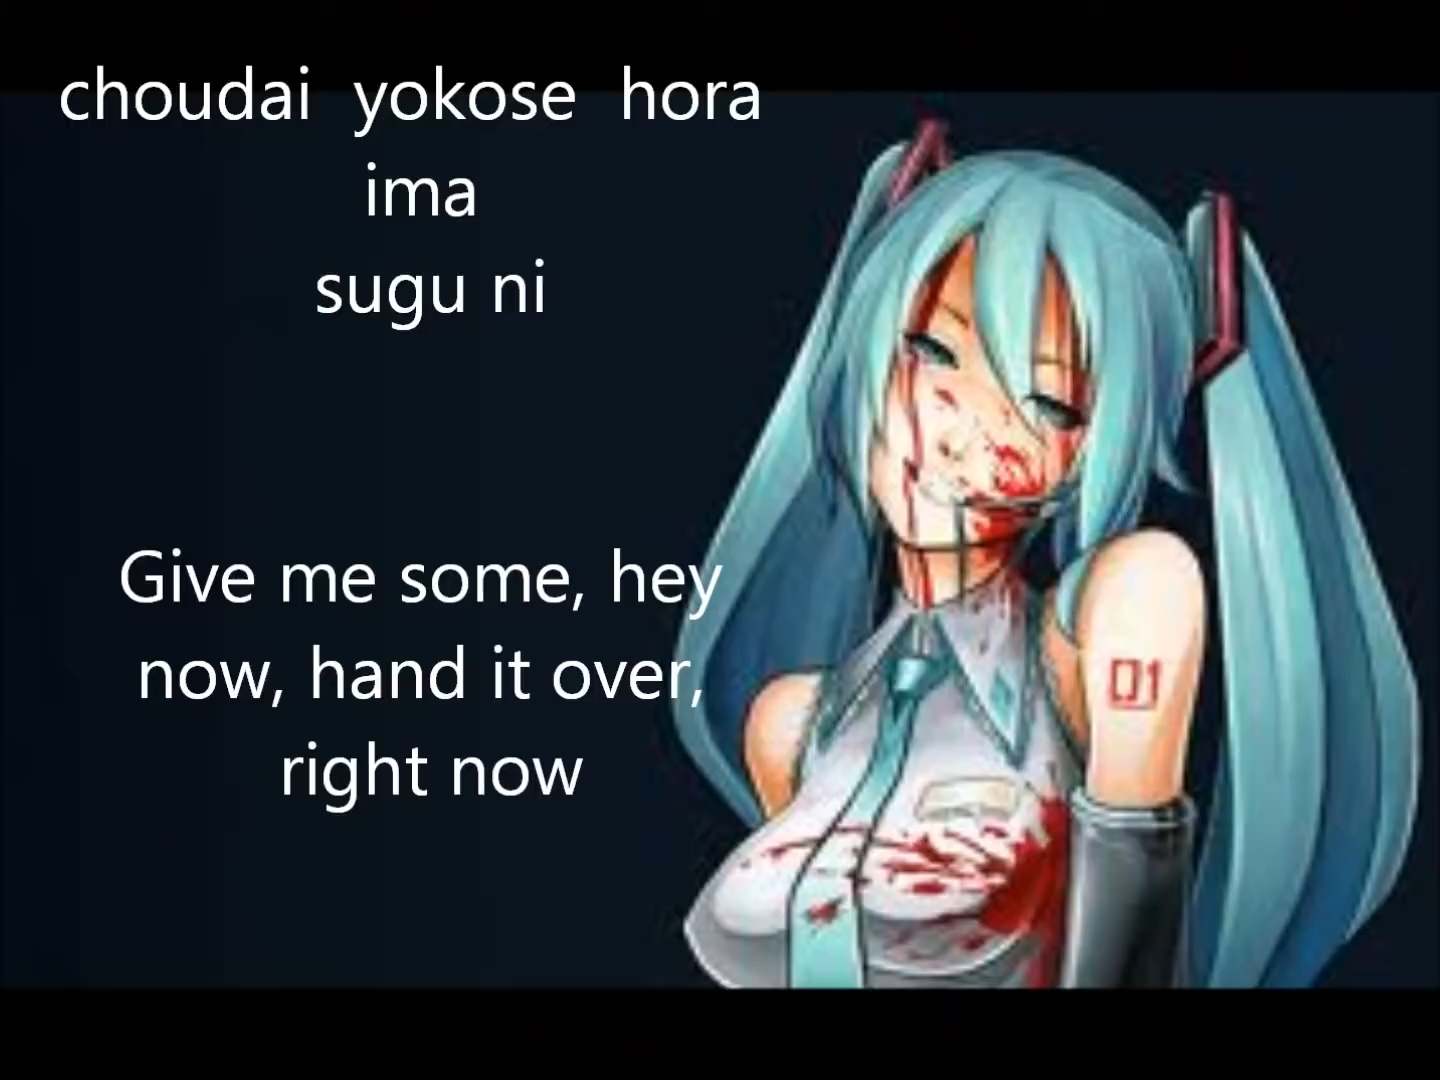 choudai yokose hora
ima
sugu ni
Give me some, hey
now, hand it over,
right now
01